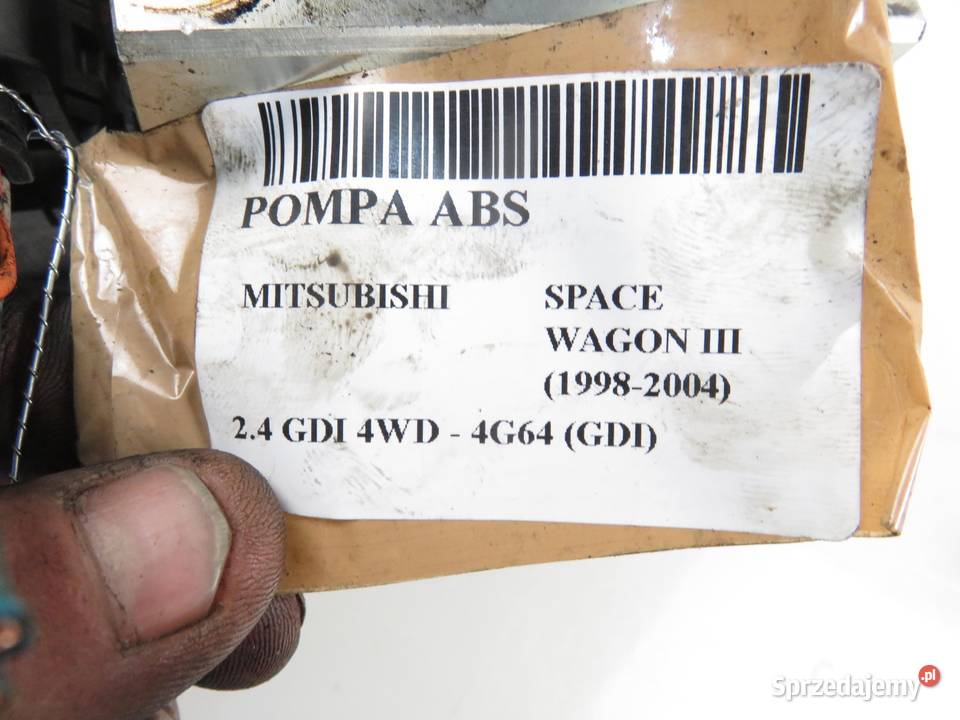 POMPA ABS
MITSUBISHI SPACE
WAGON III
(1998-2004)
2.4 GDI 4WD - 4G64 (GDI)
Sprzedajemy.pl